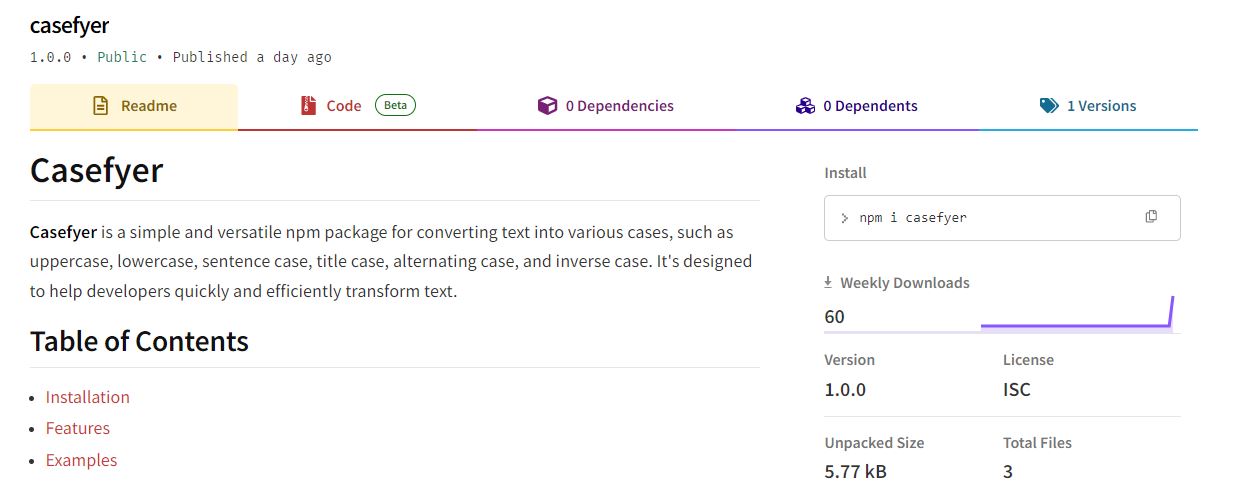 casefyer
1.0.0 • Public • Published a day ago
Readme
Code Beta
0 Dependencies
0 Dependents
1 Versions
Casefyer
Casefyer is a simple and versatile npm package for converting text into various cases, such as
uppercase, lowercase, sentence case, title case, alternating case, and inverse case. It's designed
to help developers quickly and efficiently transform text.
Table of Contents
• Installation
• Features
• Examples
Install
> npm i casefyer
Weekly Downloads
60
Version
License
1.0.0
ISC
Unpacked Size
Total Files
5.77 kB
3